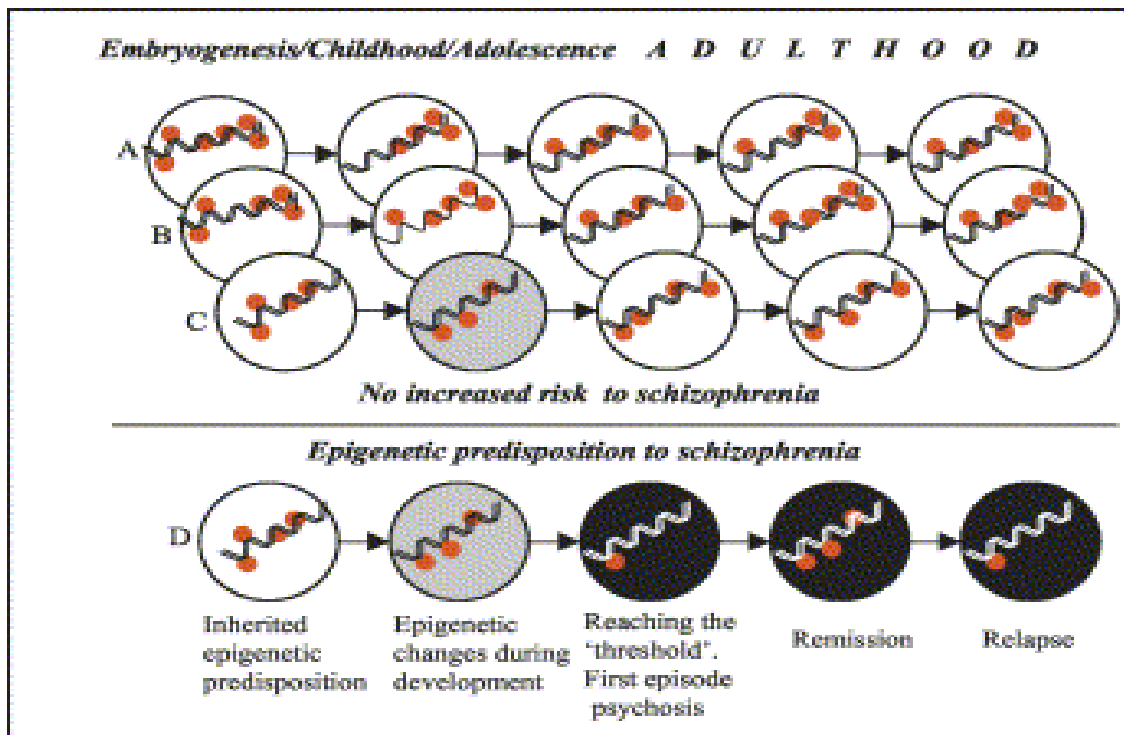 Embryogenesis/Childhood/Adolescence A D U L T H O O D
A
B
C
No increased risk to schizophrenia
Epigenetic predisposition to schizophrenia
D
Inherited
epigenetic
predisposition
Epigenetic
changes during
development
Reaching the
'threshold'.
First episode
psychosis
Remission
Relapse